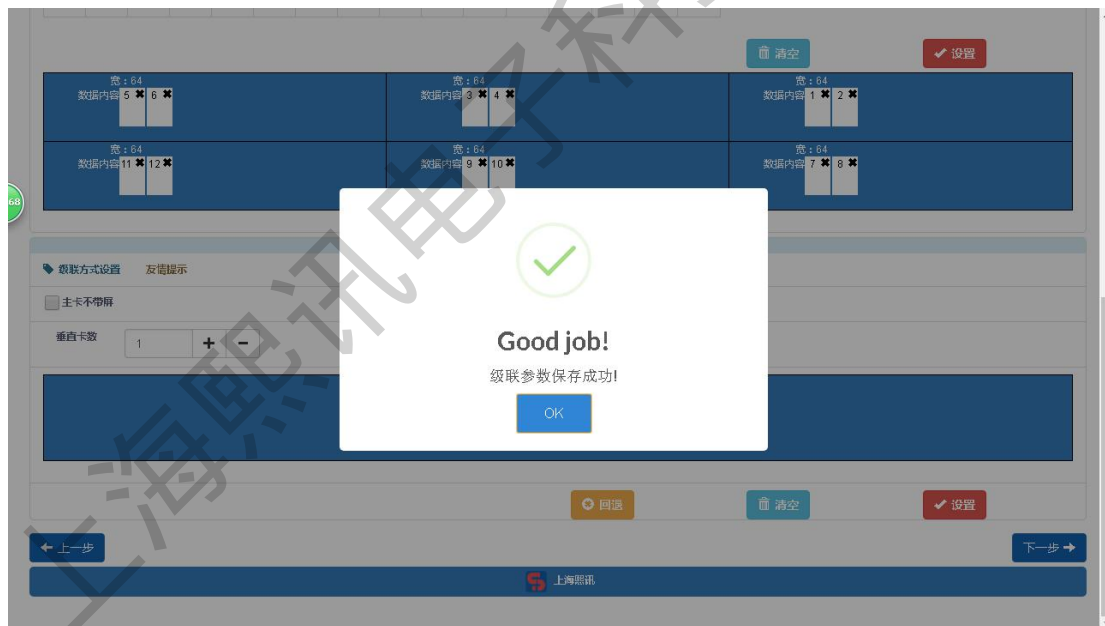 清空
设置
宽:64
数据内容 5 ✖ 6 ✖
宽:64
数据内容 3 ✖ 4 ✖
宽:64
数据内容 1 ✖ 2 ✖
宽:64
数据内容 11 ✖ 12 ✖
宽:64
数据内容 9 ✖ 10 ✖
宽:64
数据内容 7 ✖ 8 ✖
68
级联方式设置 友情提示
主卡不带屏
垂直卡数 1 + -
Good job!
级联参数保存成功!
OK
回退
清空
设置
上一步
下一步
上海熙讯
上海熙讯电子科